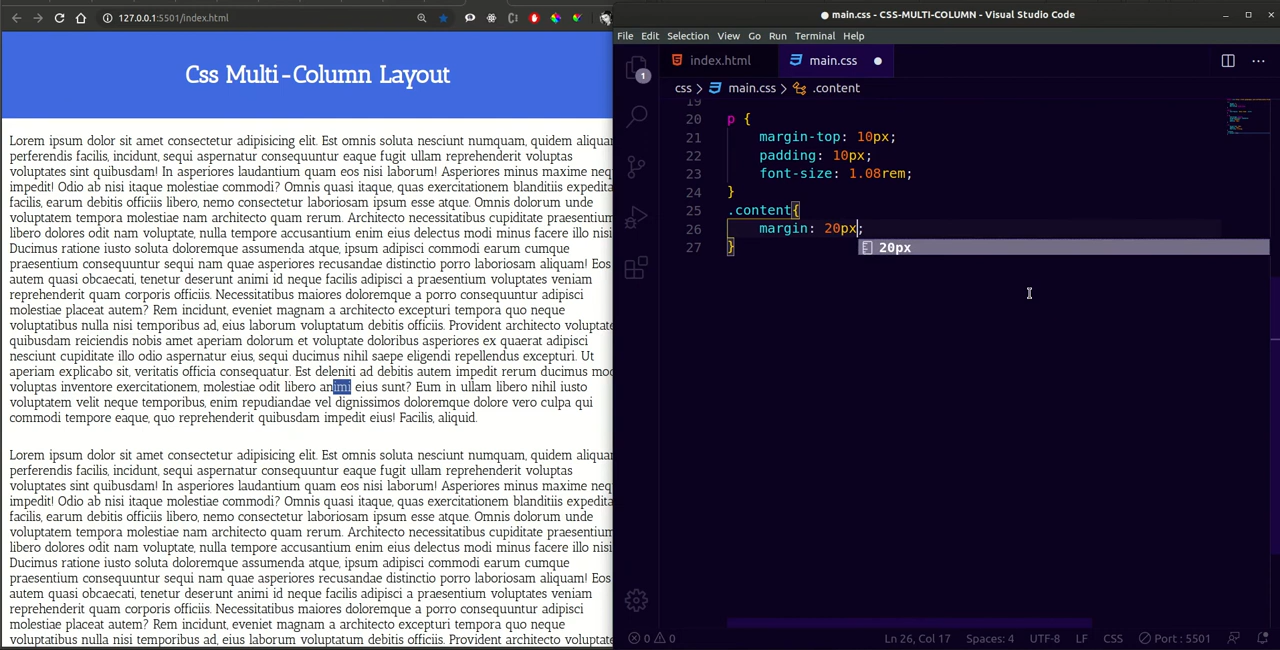 127.0.0.1:5501/index.html
Css Multi-Column Layout
Lorem ipsum dolor sit amet consectetur adipisicing elit. Est omnis soluta nesciunt numquam, quidem aliquam
perferendis facilis, incidunt, sequi aspernatur consequuntur eaque fugit ullam reprehenderit voluptas
voluptates sint quibusdam! In asperiores laudantium quam eos nisi laborum! Asperiores minus maxime neq
impedit! Odio ab nisi itaque molestiae commodi? Omnis quasi itaque, quas exercitationem blanditiis expedita
facilis, earum debitis officiis libero, nemo consectetur laboriosam ipsum esse atque. Omnis dolorum unde
voluptatem tempora molestiae nam architecto quam rerum. Architecto necessitatibus cupiditate praesentium
libero dolores odit nam voluptate, nulla tempore accusantium enim eius delectus modi minus facere illo nisi
Ducimus ratione iusto soluta doloremque assumenda atque, iure laborum commodi earum cumque
praesentium consequuntur sequi nam quae asperiores recusandae distinctio porro laboriosam aliquam! Eos
autem quas obcaecati, tenetur deserunt animi id magnam a praesentium veniam voluptates eius iusto
reprehenderit quam corporis officiis. Necessitatibus maiores doloremque a porro consequuntur adipisci
molestiae placeat autem? Rem incidunt, eveniet magnam a architecto excepturi tempora quo neque
voluptatibus nulla nisi temporibus ad, eius laborum voluptatum debitis officiis. Provident architecto voluptate
quibusdam reiciendis nobis amet aperiam dolorum et voluptate doloribus asperiores ex quaerat adipisci
nesciunt cupiditate illo odio aspernatur eius, sequi ducimus nihil saepe eligendi repellendus excepturi. Ut
aperiam explicabo sit, veritatis officia consequatur. Est deleniti ad debitis autem impedit rerum ducimus mod
voluptas inventore exercitationem, molestiae odit libero animi eius sunt? Eum in ullam libero nihil iusto
voluptatem velit neque temporibus, enim repudiandae vel dignissimos doloremque dolore vero culpa qui
commodi tempore eaque, quo reprehenderit quibusdam impedit eius! Facilis, aliquid.
Lorem ipsum dolor sit amet consectetur adipisicing elit. Est omnis soluta nesciunt numquam, quidem aliquam
perferendis facilis, incidunt, sequi aspernatur consequuntur eaque fugit ullam reprehenderit voluptas
voluptates sint quibusdam! In asperiores laudantium quam eos nisi laborum! Asperiores minus maxime neq
impedit! Odio ab nisi itaque molestiae commodi? Omnis quasi itaque, quas exercitationem blanditiis expedita
facilis, earum debitis officiis libero, nemo consectetur laboriosam ipsum esse atque. Omnis dolorum unde
voluptatem tempora molestiae nam architecto quam rerum. Architecto necessitatibus cupiditate praesentium
libero dolores odit nam voluptate, nulla tempore accusantium enim eius delectus modi minus facere illo nisi
Ducimus ratione iusto soluta doloremque assumenda atque, iure laborum commodi earum cumque
praesentium consequuntur sequi nam quae asperiores recusandae distinctio porro laboriosam aliquam! Eos
autem quas obcaecati, tenetur deserunt animi id magnam a praesentium veniam voluptates eius iusto
reprehenderit quam corporis officiis. Necessitatibus maiores doloremque a porro consequuntur adipisci
molestiae placeat autem? Rem incidunt, eveniet magnam a architecto excepturi tempora quo neque
voluptatibus nulla nisi temporibus ad, eius laborum voluptatum debitis officiis. Provident architecto voluptate
● main.css - CSS-MULTI-COLUMN - Visual Studio Code
File Edit Selection View Go Run Terminal Help
1
index.html main.css ●
css > main.css > .content
19
20 p {
21 margin-top: 10px;
22 padding: 10px;
23 font-size: 1.08rem;
24 }
25 .content{
26 margin: 20px;
27 }
20px
0 0 Ln 26, Col 17 Spaces: 4 UTF-8 LF CSS Port : 5501